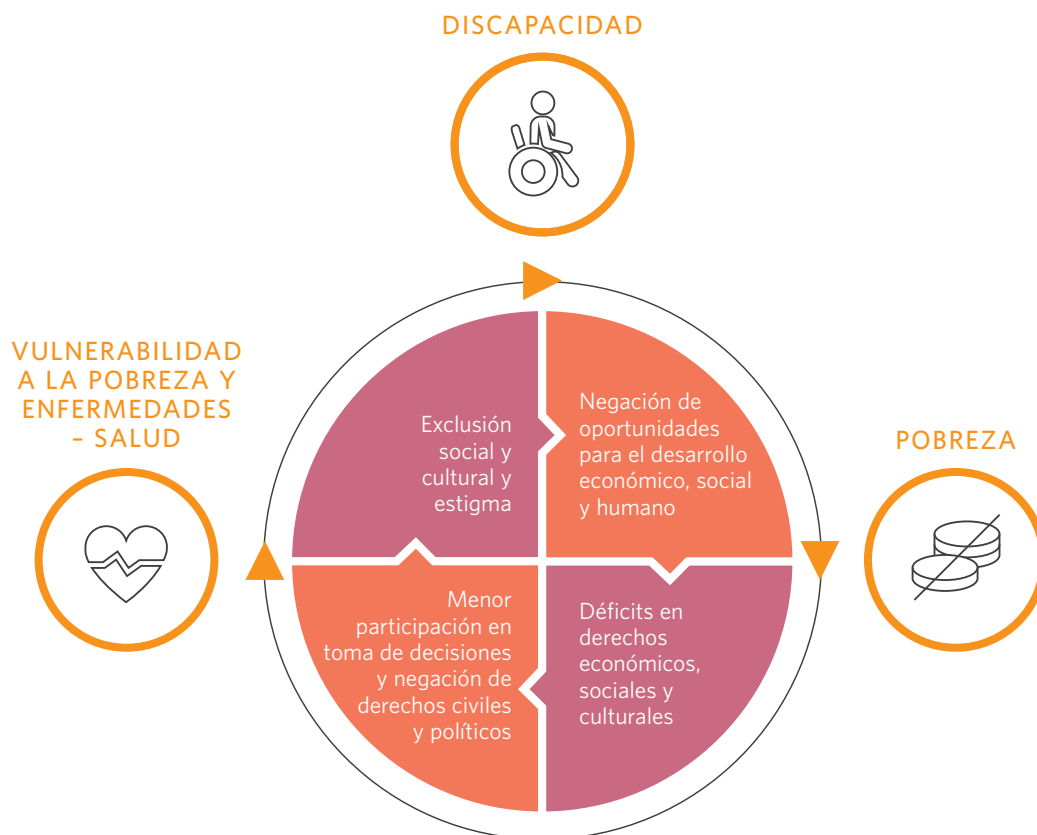 DISCAPACIDAD
VULNERABILIDAD
A LA POBREZA Y
ENFERMEDADES
– SALUD
Exclusión
social y
cultural y
estigma
Negación de
oportunidades
para el desarrollo
económico, social
y humano
POBREZA
Menor
participación en
toma de decisiones
y negación de
derechos civiles
y políticos
Déficits en
derechos
económicos,
sociales y
culturales